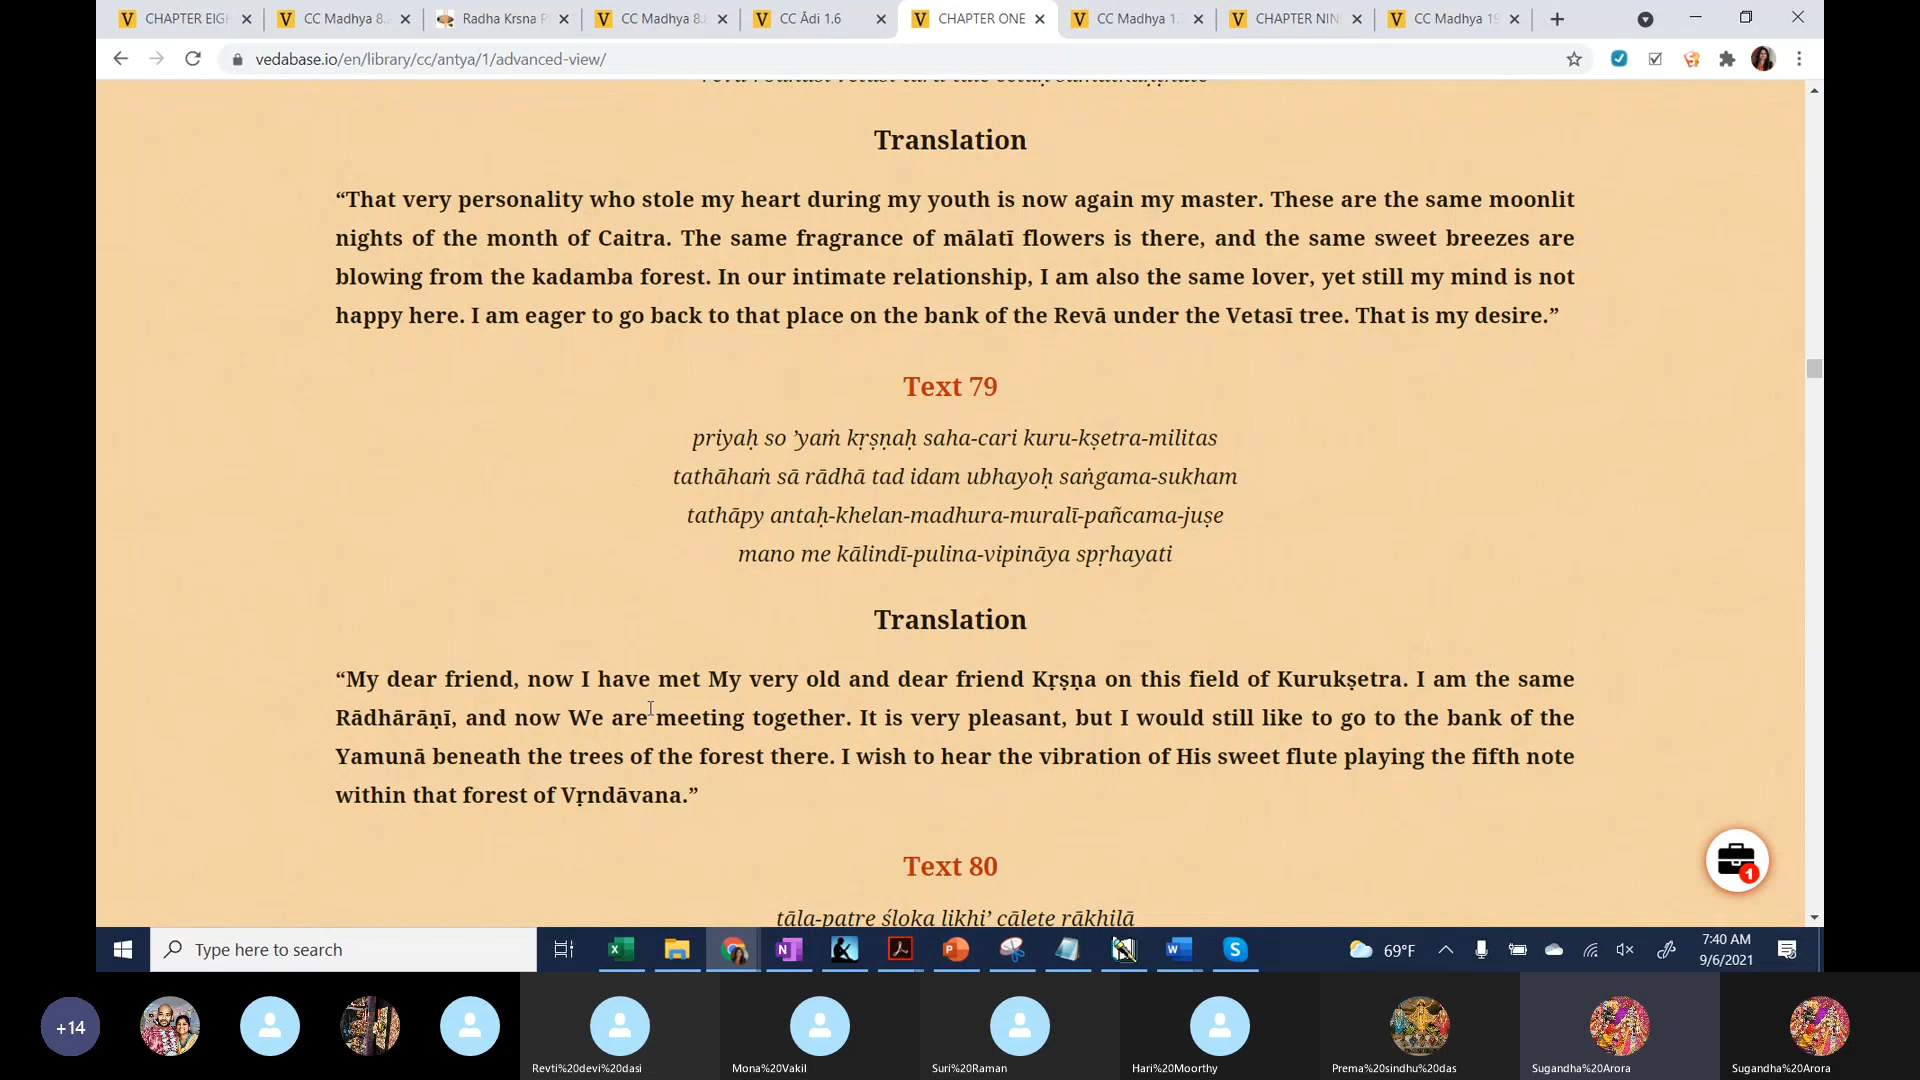 CHAPTER EIGH
CC Madhya 8.
Radha Krsna P
CC Madhya 8.
CC Ādi 1.6
CHAPTER ONE
CC Madhya 1.
CHAPTER NIN
CC Madhya 19
vedabase.io/en/library/cc/antya/1/advanced-view/
Translation
“That very personality who stole my heart during my youth is now again my master. These are the same moonlit
nights of the month of Caitra. The same fragrance of mālatī flowers is there, and the same sweet breezes are
blowing from the kadamba forest. In our intimate relationship, I am also the same lover, yet still my mind is not
happy here. I am eager to go back to that place on the bank of the Revā under the Vetasī tree. That is my desire.”
Text 79
priyaḥ so ’yaṁ kṛṣṇaḥ saha-cari kuru-kṣetra-militas
tathāhaṁ sā rādhā tad idam ubhayoḥ saṅgama-sukham
tathāpy antaḥ-khelan-madhura-muralī-pañcama-juṣe
mano me kālindī-pulina-vipināya spṛhayati
Translation
“My dear friend, now I have met My very old and dear friend Kṛṣṇa on this field of Kurukṣetra. I am the same
Rādhārāṇī, and now We are meeting together. It is very pleasant, but I would still like to go to the bank of the
Yamunā beneath the trees of the forest there. I wish to hear the vibration of His sweet flute playing the fifth note
within that forest of Vṛndāvana.”
1
Text 80
tāla-patre śloka likhi’ cālete rākhilā
Type here to search
69°F
7:40 AM
9/6/2021
+14
Revti%20devi%20dasi
Mona%20Vakil
Suri%20Raman
Hari%20Moorthy
Prema%20sindhu%20das
Sugandha%20Arora
Sugandha%20Arora